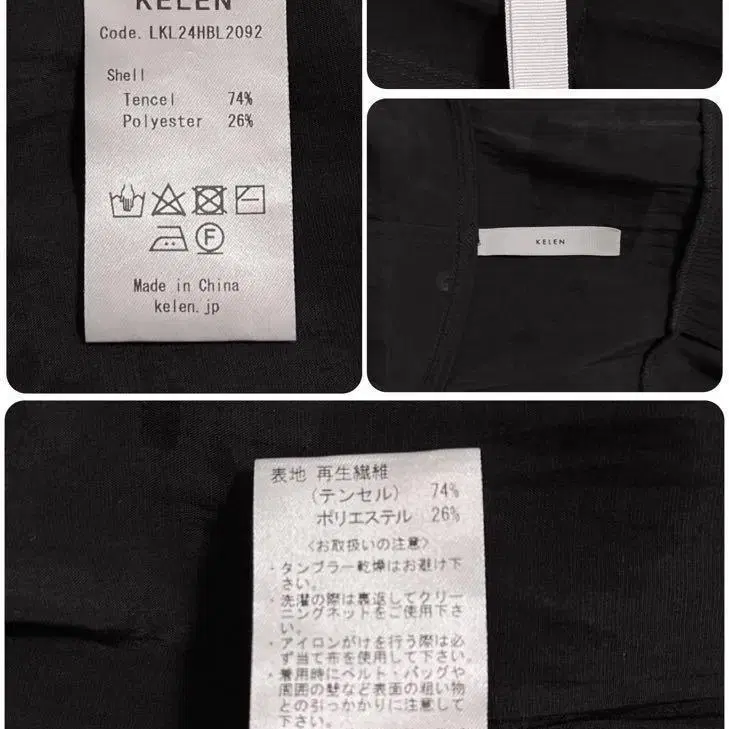 KELEN
Code. LKL24HBL2092
Shell
Tencel 74%
Polyester 26%
F
Made in China
kelen.jp
KELEN
表地 再生繊維
(テンセル) 74%
ポリエステル 26%
<お取扱いの注意>
・タンブラー乾燥はお避け下
さい。
・洗濯の際は裏返してクリー
ニングネットをご使用下さ
い。
・アイロンがけを行う際は必
ず当て布を使用して下さい。
・着用時にベルト・バッグや
周囲の壁など表面の粗い物
との引っかかりに注意して
下さい。